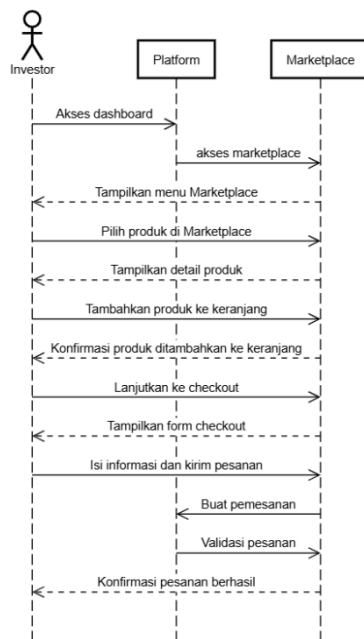 Investor
Platform
Marketplace
Akses dashboard
akses marketplace
Tampilkan menu Marketplace
Pilih produk di Marketplace
Tampilkan detail produk
Tambahkan produk ke keranjang
Konfirmasi produk ditambahkan ke keranjang
Lanjutkan ke checkout
Tampilkan form checkout
Isi informasi dan kirim pesanan
Buat pemesanan
Validasi pesanan
Konfirmasi pesanan berhasil